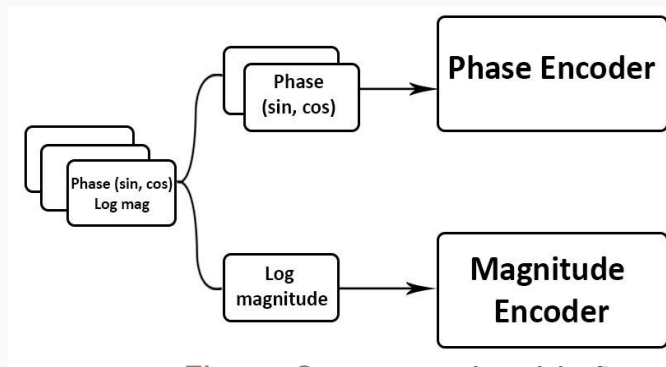 Phase
(sin, cos)
Phase Encoder
Phase (sin, cos)
Log mag
Log
magnitude
Magnitude
Encoder